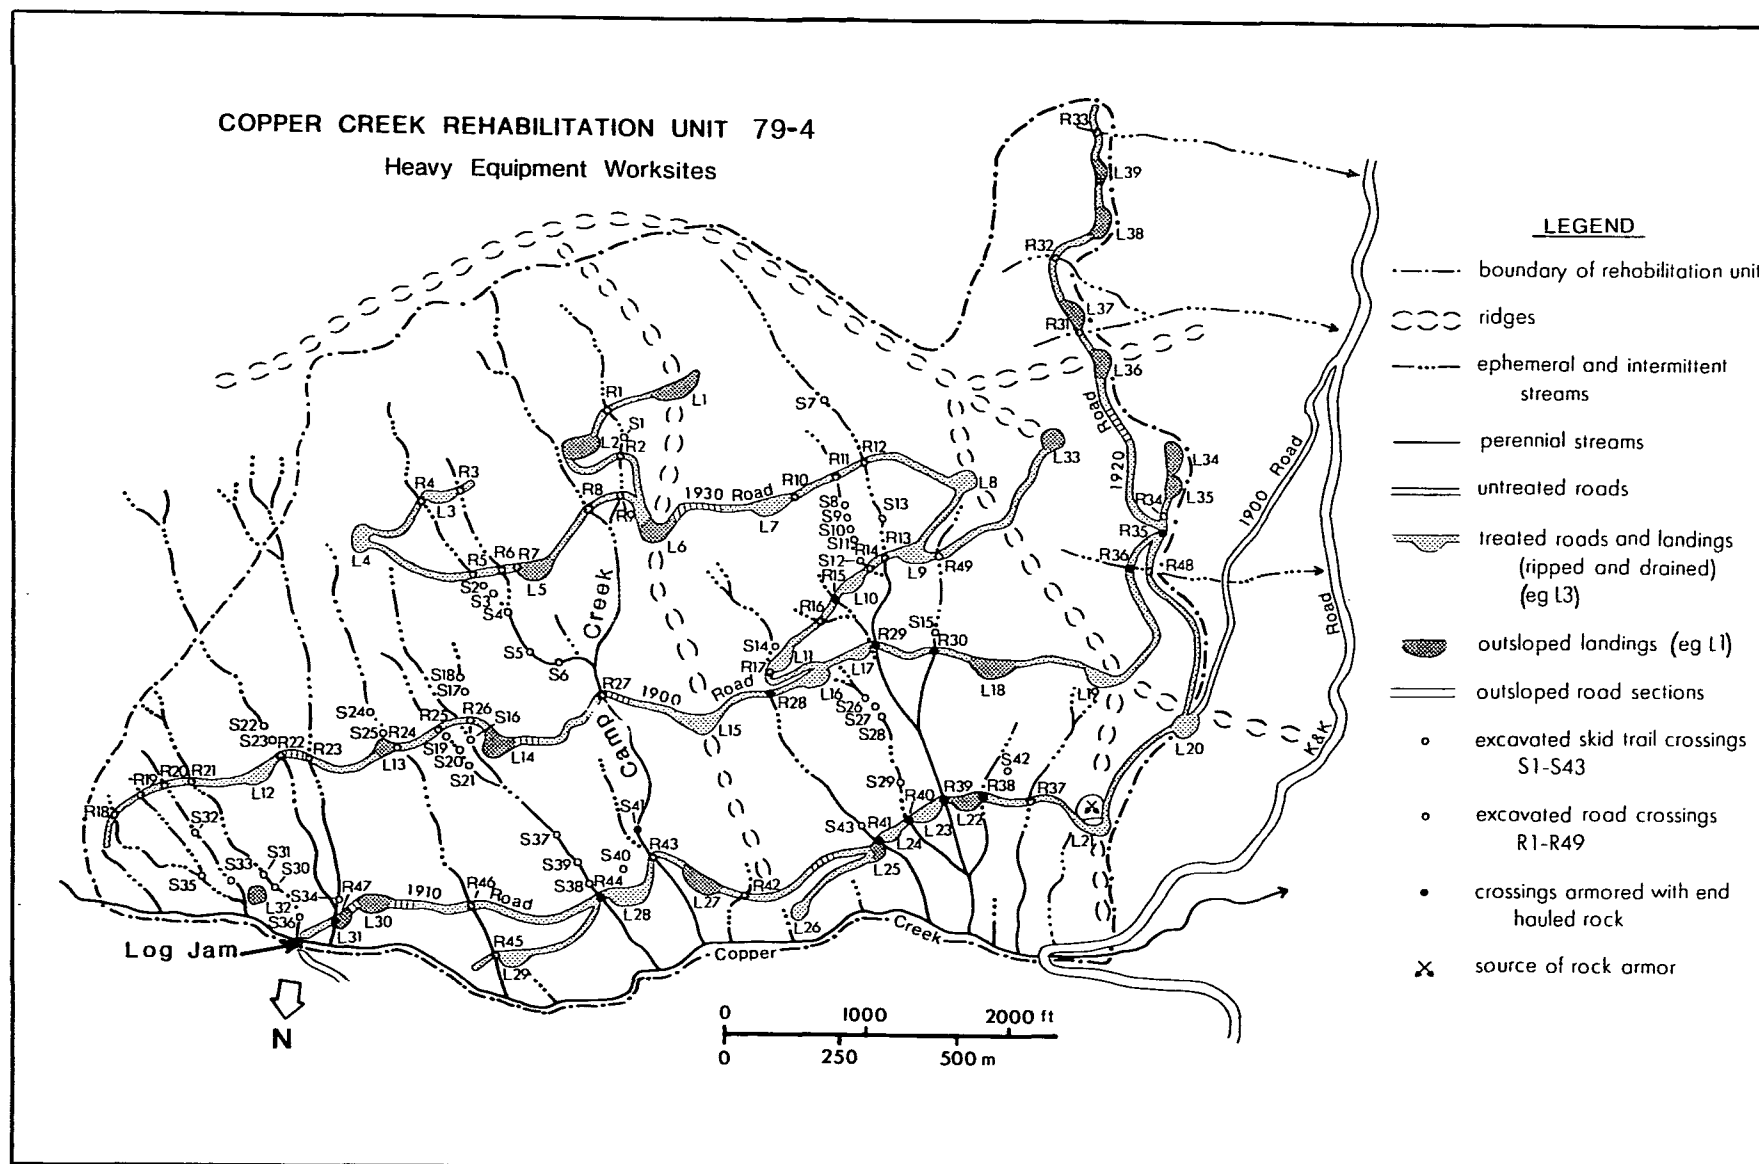 COPPER CREEK REHABILITATION UNIT 79-4
Heavy Equipment Worksites
R33
L39
L38
R32
L37
R31
L36
1920 Road
L34
L35
R34
R35
R36
R48
1900 Road
K&K Road
R1
L1
S1
L2
R2
S7
R12
R11
R10
1930 Road
L33
L8
R3
R4
L3
R8
R9
L7
L6
S8
S9
S10
S11
S13
R13
R14
S12
L9
R49
L4
R5
R6
R7
L5
S2
S3
S4
R15
L10
R16
S5
S6
Camp Creek
S14
R17
L11
R29
L17
S15
R30
L18
L19
L20
S18
S17
R27
1900 Road
R28
L16
S26
S27
S28
L15
S22
S23
R22
R23
S24
S25
R24
L13
R25
R26
S16
S19
S20
S21
L14
R18
R19
R20
R21
L12
S29
R40
R39
S42
R38
R37
L21
L22
L23
L24
R41
S43
L25
S32
S31
S30
S33
S35
S34
L32
S36
R47
L30
L31
1910 Road
R46
S37
S39
S38
S40
S41
R43
R44
L28
L27
R42
L26
R45
L29
Log Jam
Copper Creek
N
0 1000 2000 ft
0 250 500 m
LEGEND
boundary of rehabilitation unit
ridges
ephemeral and intermittent
streams
perennial streams
untreated roads
treated roads and landings
(ripped and drained)
(eg L3)
outsloped landings (eg L1)
outsloped road sections
excavated skid trail crossings
S1-S43
excavated road crossings
R1-R49
crossings armored with end
hauled rock
source of rock armor